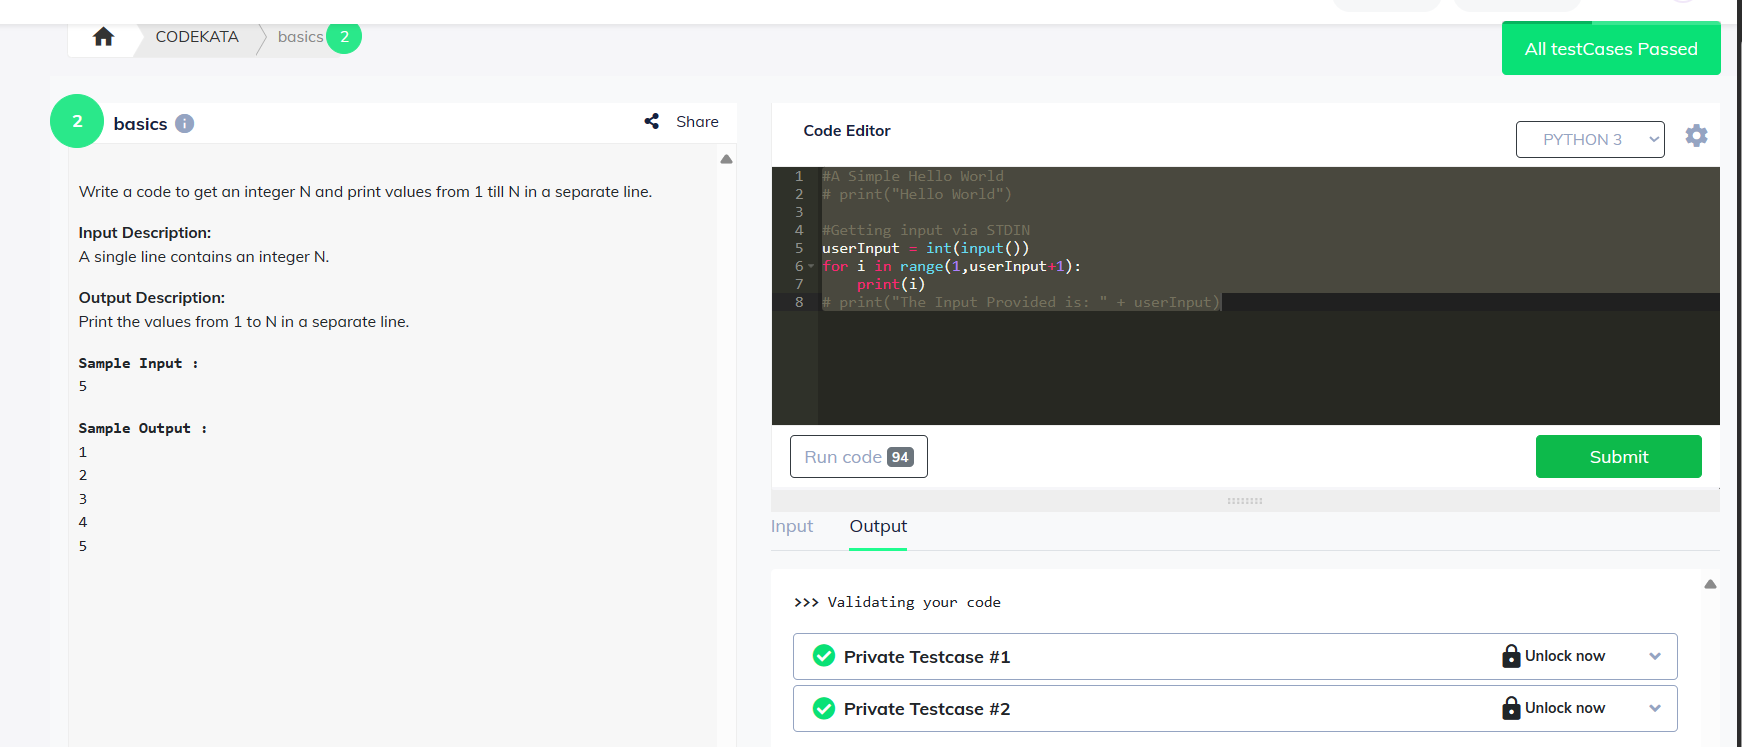 CODEKATA
basics 2
All testCases Passed
2
basics
Share
Write a code to get an integer N and print values from 1 till N in a separate line.
Input Description:
A single line contains an integer N.
Output Description:
Print the values from 1 to N in a separate line.
Sample Input :
5
Sample Output :
1
2
3
4
5
Code Editor
PYTHON 3
1 #A Simple Hello World
2 # print("Hello World")
3
4 #Getting input via STDIN
5 userInput = int(input())
6 for i in range(1,userInput+1):
7     print(i)
8 # print("The Input Provided is: " + userInput)
Run code 94
Submit
Input
Output
>>> Validating your code
Private Testcase #1
Unlock now
Private Testcase #2
Unlock now